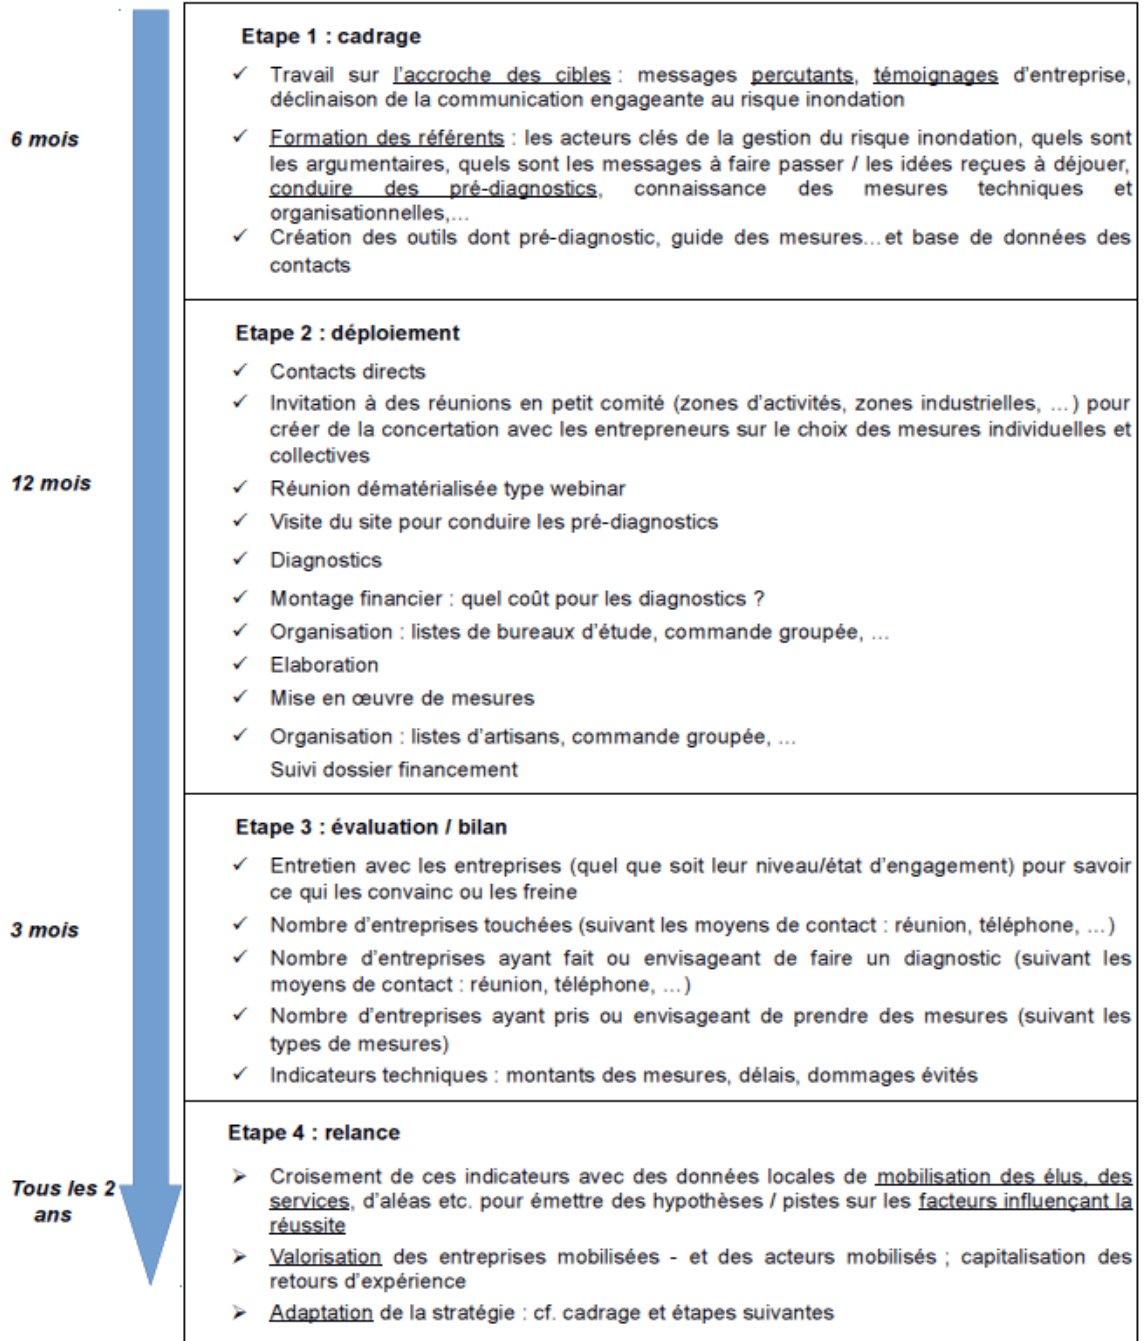 Etape 1 : cadrage
✓ Travail sur l'accroche des cibles : messages percutants, témoignages d'entreprise,
déclinaison de la communication engageante au risque inondation
6 mois
✓ Formation des référents : les acteurs clés de la gestion du risque inondation, quels sont
les argumentaires, quels sont les messages à faire passer / les idées reçues à déjouer,
conduire des pré-diagnostics, connaissance des mesures techniques et
organisationnelles,...
✓ Création des outils dont pré-diagnostic, guide des mesures... et base de données des
contacts
Etape 2 : déploiement
✓ Contacts directs
✓ Invitation à des réunions en petit comité (zones d'activités, zones industrielles, ...) pour
créer de la concertation avec les entrepreneurs sur le choix des mesures individuelles et
collectives
12 mois
✓ Réunion dématérialisée type webinar
✓ Visite du site pour conduire les pré-diagnostics
✓ Diagnostics
✓ Montage financier : quel coût pour les diagnostics ?
✓ Organisation : listes de bureaux d'étude, commande groupée, ...
✓ Elaboration
✓ Mise en œuvre de mesures
✓ Organisation : listes d'artisans, commande groupée, ...
Suivi dossier financement
Etape 3 : évaluation / bilan
✓ Entretien avec les entreprises (quel que soit leur niveau/état d'engagement) pour savoir
ce qui les convainc ou les freine
3 mois
✓ Nombre d'entreprises touchées (suivant les moyens de contact : réunion, téléphone, ...)
✓ Nombre d'entreprises ayant fait ou envisageant de faire un diagnostic (suivant les
moyens de contact : réunion, téléphone, ...)
✓ Nombre d'entreprises ayant pris ou envisageant de prendre des mesures (suivant les
types de mesures)
✓ Indicateurs techniques : montants des mesures, délais, dommages évités
Etape 4 : relance
Tous les 2
ans
➢ Croisement de ces indicateurs avec des données locales de mobilisation des élus, des
services, d'aléas etc. pour émettre des hypothèses / pistes sur les facteurs influençant la
réussite
➢ Valorisation des entreprises mobilisées - et des acteurs mobilisés ; capitalisation des
retours d'expérience
➢ Adaptation de la stratégie : cf. cadrage et étapes suivantes